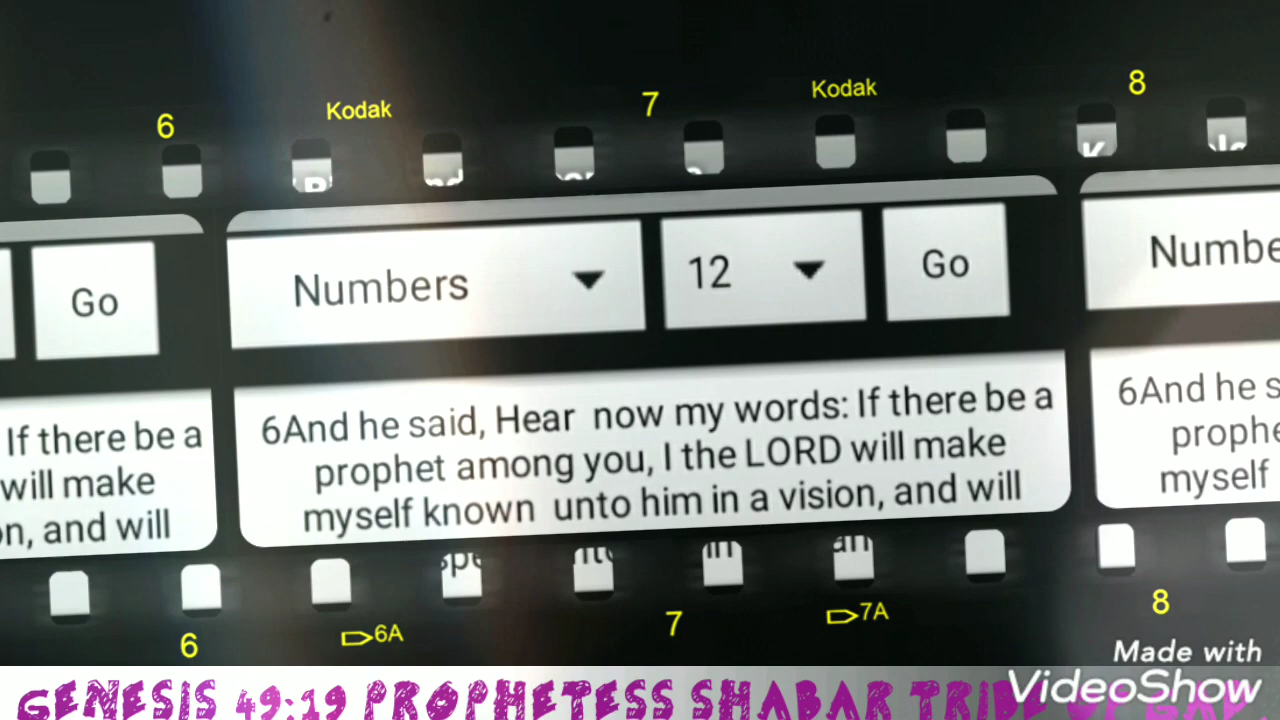 6 Kodak 7 Kodak 8
Go Numbers 12 Go Numbe
If there be a
will make
on, and will
6And he said, Hear now my words: If there be a
prophet among you, I the LORD will make
myself known unto him in a vision, and will
6And he s
prophe
myself
6 6A 7 7A 8
Made with
VideoShow
GENESIS 49:19 PROPHETESS SHABAR TRIBE OF GAD